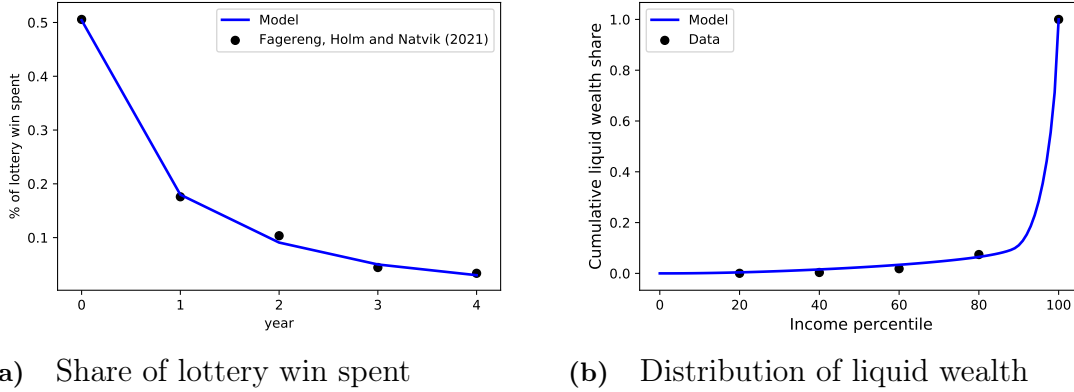 0.5
0.4
0.3
0.2
0.1
% of lottery win spent
Model
Fagereng, Holm and Natvik (2021)
0 1 2 3 4
year
a) Share of lottery win spent
1.0
0.8
0.6
0.4
0.2
0.0
Cumulative liquid wealth share
Model
Data
0 20 40 60 80 100
Income percentile
(b) Distribution of liquid wealth